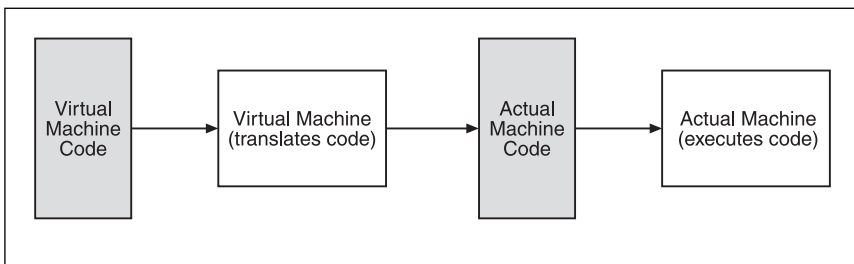 Virtual
Machine
Code
Virtual Machine
(translates code)
Actual
Machine
Code
Actual Machine
(executes code)